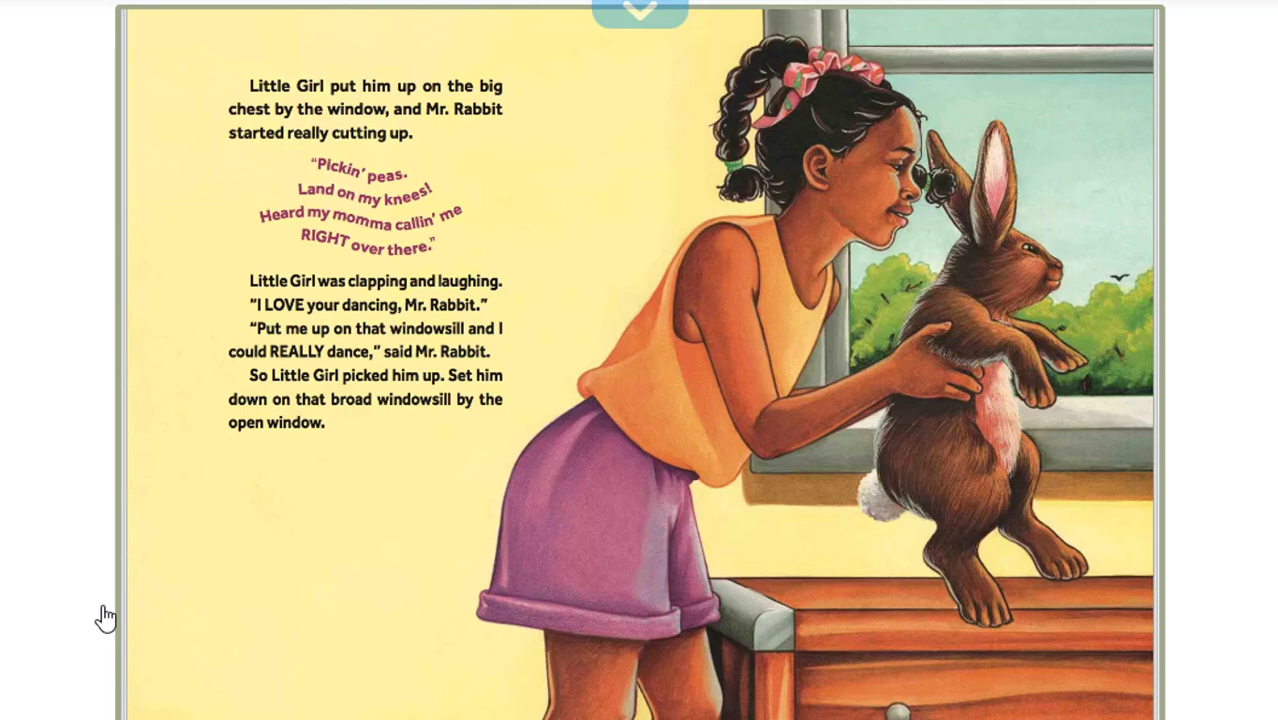 Little Girl put him up on the big
chest by the window, and Mr. Rabbit
started really cutting up.
"Pickin' peas.
Land on my knees!
Heard my momma callin' me
RIGHT over there."
Little Girl was clapping and laughing.
"I LOVE your dancing, Mr. Rabbit."
"Put me up on that windowsill and I
could REALLY dance," said Mr. Rabbit.
So Little Girl picked him up. Set him
down on that broad windowsill by the
open window.